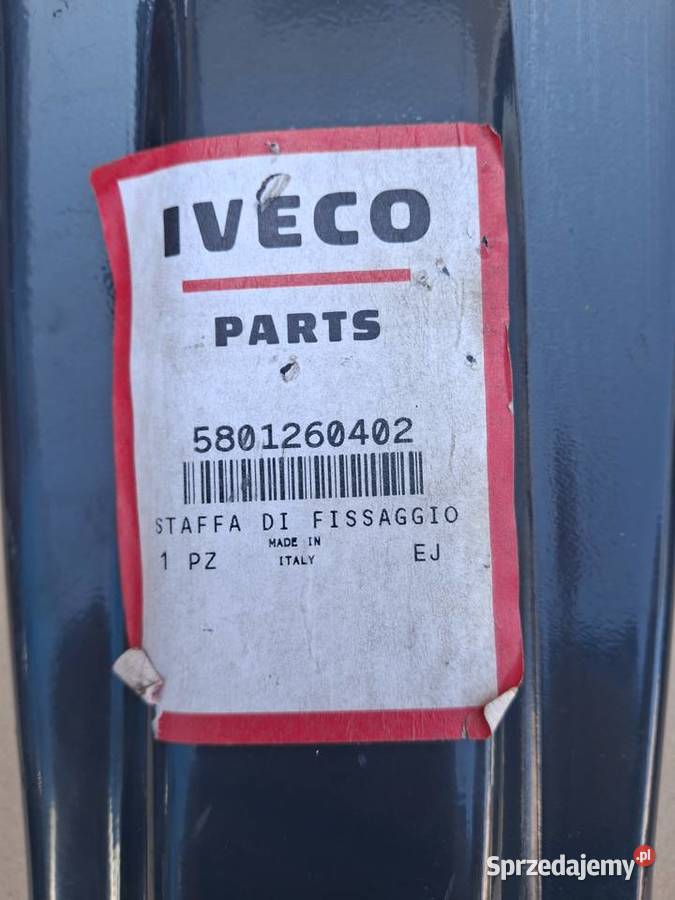 IVECO
PARTS
5801260402
STAFFA DI FISSAGGIO
1 PZ MADE IN ITALY EJ
Sprzedajemy.pl